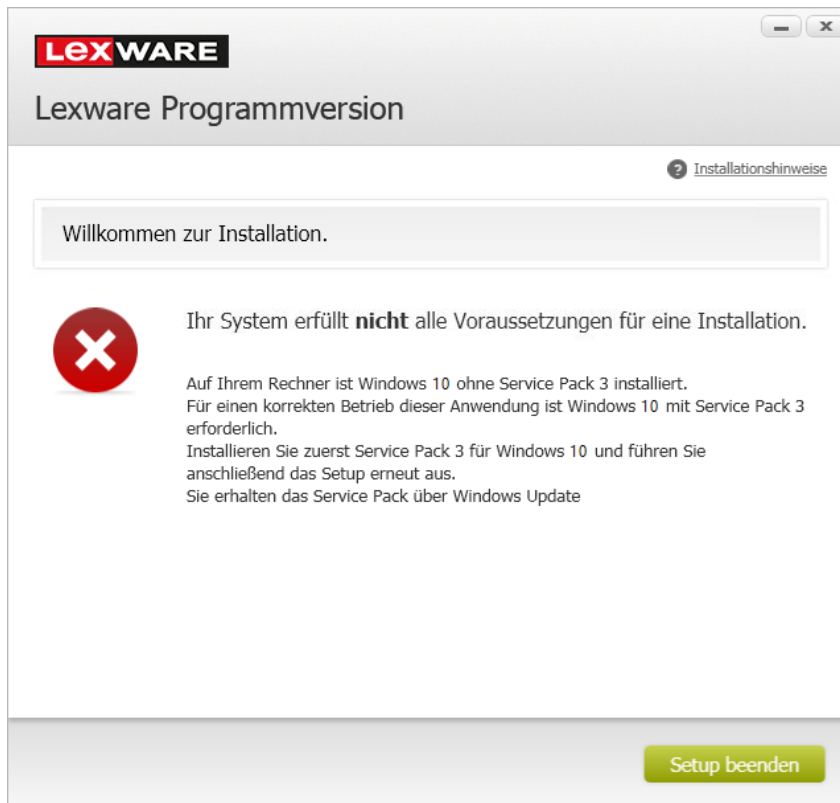 LEXWARE
Lexware Programmversion
? Installationshinweise
Willkommen zur Installation.
Ihr System erfüllt nicht alle Voraussetzungen für eine Installation.
Auf Ihrem Rechner ist Windows 10 ohne Service Pack 3 installiert.
Für einen korrekten Betrieb dieser Anwendung ist Windows 10 mit Service Pack 3
erforderlich.
Installieren Sie zuerst Service Pack 3 für Windows 10 und führen Sie
anschließend das Setup erneut aus.
Sie erhalten das Service Pack über Windows Update
Setup beenden